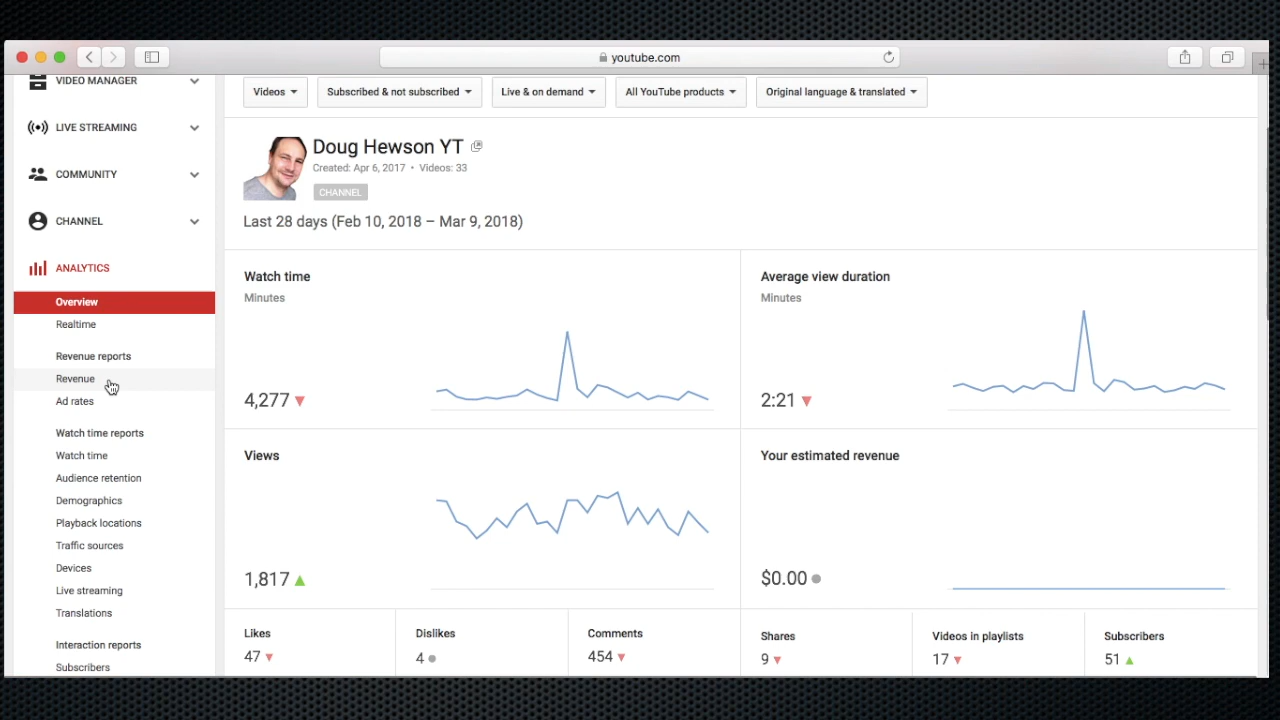 youtube.com
VIDEO MANAGER
LIVE STREAMING
COMMUNITY
CHANNEL
ANALYTICS
Overview
Realtime
Revenue reports
Revenue
Ad rates
Watch time reports
Watch time
Audience retention
Demographics
Playback locations
Traffic sources
Devices
Live streaming
Translations
Interaction reports
Subscribers
Videos
Subscribed & not subscribed
Live & on demand
All YouTube products
Original language & translated
Doug Hewson YT
Created: Apr 6, 2017 • Videos: 33
CHANNEL
Last 28 days (Feb 10, 2018 – Mar 9, 2018)
Watch time
Minutes
4,277
Average view duration
Minutes
2:21
Views
1,817
Your estimated revenue
$0.00
Likes
47
Dislikes
4
Comments
454
Shares
9
Videos in playlists
17
Subscribers
51